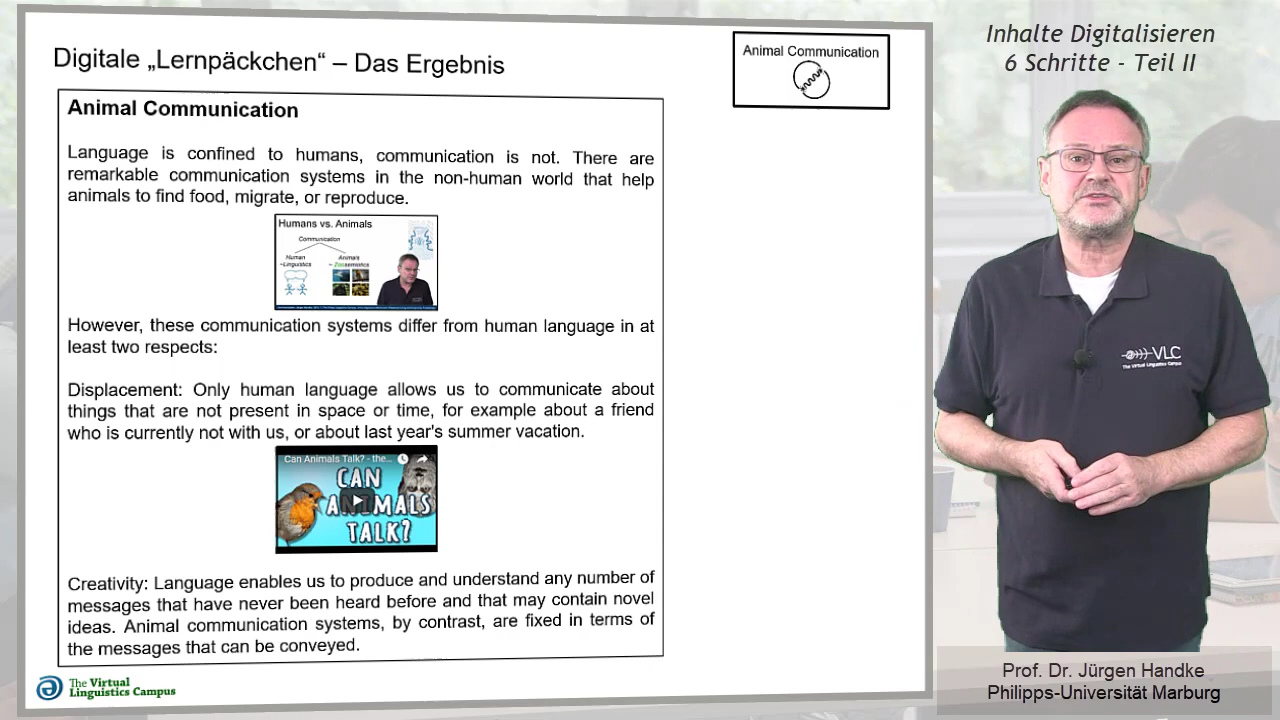 Digitale „Lernpäckchen“ – Das Ergebnis
Animal Communication
Inhalte Digitalisieren
6 Schritte - Teil II
Animal Communication
Language is confined to humans, communication is not. There are
remarkable communication systems in the non-human world that help
animals to find food, migrate, or reproduce.
Humans vs. Animals
Communication
Human
Animals
=Linguistics
= Zoosemiotics
However, these communication systems differ from human language in at
least two respects:
Displacement: Only human language allows us to communicate about
things that are not present in space or time, for example about a friend
who is currently not with us, or about last year's summer vacation.
Can Animals Talk? - the...
CAN
ANIMALS
TALK?
Creativity: Language enables us to produce and understand any number of
messages that have never been heard before and that may contain novel
ideas. Animal communication systems, by contrast, are fixed in terms of
the messages that can be conveyed.
The Virtual
Linguistics Campus
VLC
The Virtual Linguistics Campus
Prof. Dr. Jürgen Handke
Philipps-Universität Marburg